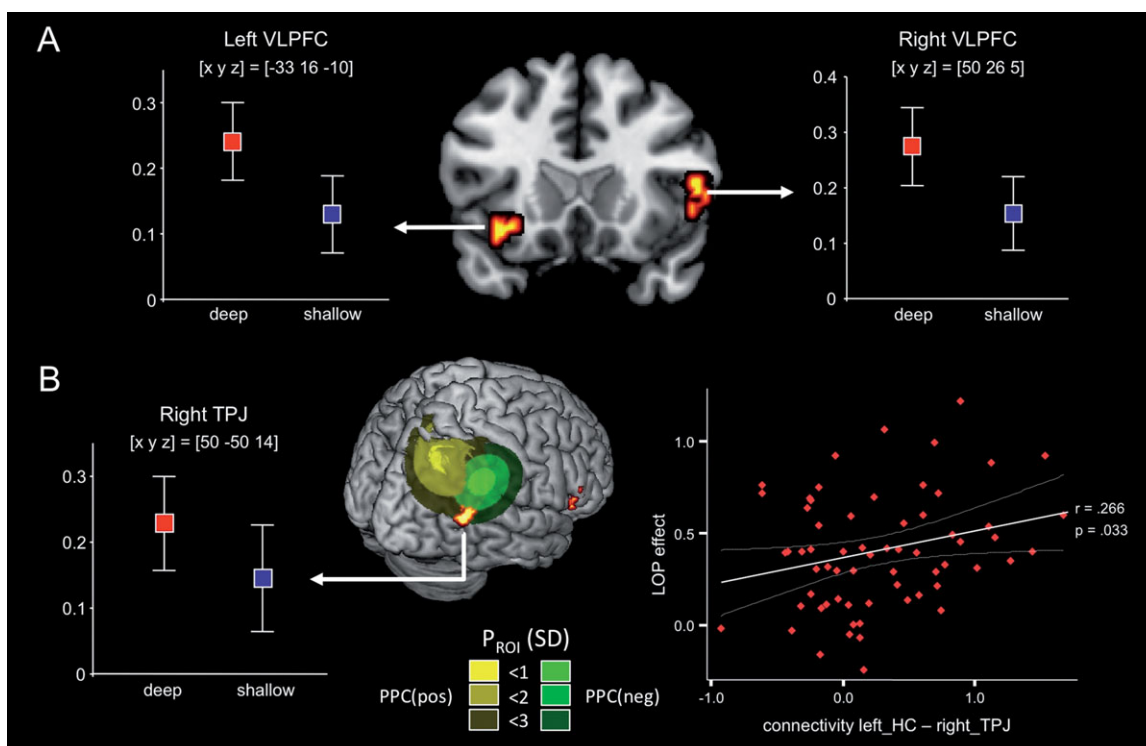 A
Left VLPFC
[x y z] = [-33 16 -10]
0.3
0.2
0.1
0
deep
shallow
Right VLPFC
[x y z] = [50 26 5]
0.4
0.3
0.2
0.1
0
deep
shallow
B
Right TPJ
[x y z] = [50 -50 14]
0.3
0.2
0.1
0
deep
shallow
P_ROI (SD)
<1
PPC(pos) <2 PPC(neg)
<3
LOP effect
1.0
0.5
0.0
r = .266
p = .033
-1.0 0.0 1.0
connectivity left_HC – right_TPJ